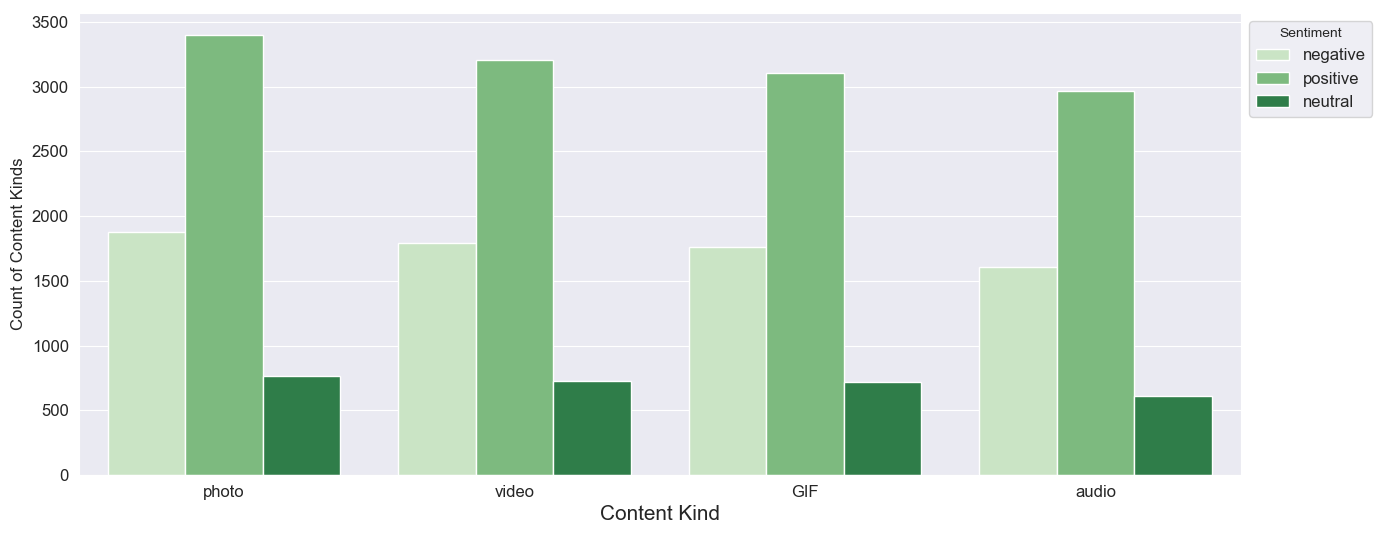 3500
3000
2500
2000
1500
1000
500
0
Count of Content Kinds
photo
video
GIF
audio
Content Kind
Sentiment
negative
positive
neutral